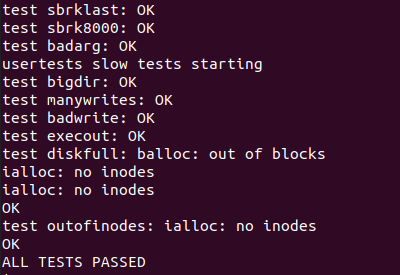 test sbrklast: OK
test sbrk8000: OK
test badarg: OK
usertests slow tests starting
test bigdir: OK
test manywrites: OK
test badwrite: OK
test execout: OK
test diskfull: balloc: out of blocks
ialloc: no inodes
ialloc: no inodes
OK
test outofinodes: ialloc: no inodes
OK
ALL TESTS PASSED